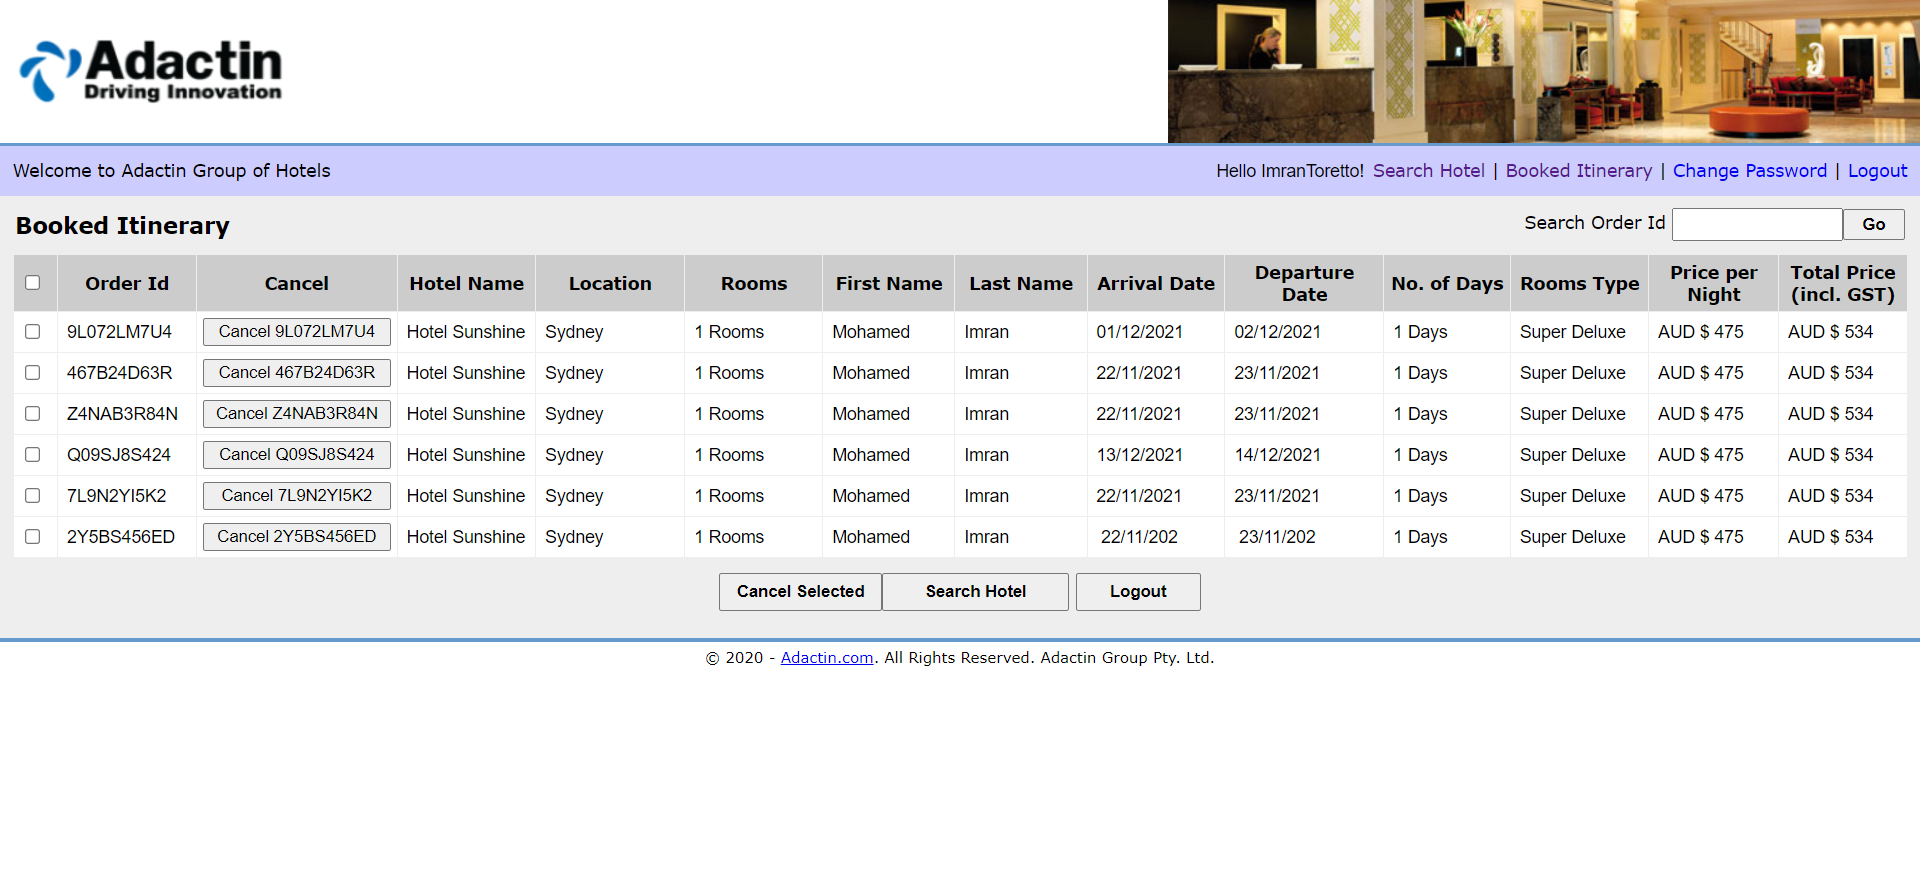 Adactin
Driving Innovation
Welcome to Adactin Group of Hotels
Hello ImranToretto! Search Hotel | Booked Itinerary | Change Password | Logout
Booked Itinerary
Search Order Id Go
Order Id Cancel Hotel Name Location Rooms First Name Last Name Arrival Date Departure Date No. of Days Rooms Type Price per Night Total Price (incl. GST)
9L072LM7U4 Cancel 9L072LM7U4 Hotel Sunshine Sydney 1 Rooms Mohamed Imran 01/12/2021 02/12/2021 1 Days Super Deluxe AUD $ 475 AUD $ 534
467B24D63R Cancel 467B24D63R Hotel Sunshine Sydney 1 Rooms Mohamed Imran 22/11/2021 23/11/2021 1 Days Super Deluxe AUD $ 475 AUD $ 534
Z4NAB3R84N Cancel Z4NAB3R84N Hotel Sunshine Sydney 1 Rooms Mohamed Imran 22/11/2021 23/11/2021 1 Days Super Deluxe AUD $ 475 AUD $ 534
Q09SJ8S424 Cancel Q09SJ8S424 Hotel Sunshine Sydney 1 Rooms Mohamed Imran 13/12/2021 14/12/2021 1 Days Super Deluxe AUD $ 475 AUD $ 534
7L9N2YI5K2 Cancel 7L9N2YI5K2 Hotel Sunshine Sydney 1 Rooms Mohamed Imran 22/11/2021 23/11/2021 1 Days Super Deluxe AUD $ 475 AUD $ 534
2Y5BS456ED Cancel 2Y5BS456ED Hotel Sunshine Sydney 1 Rooms Mohamed Imran 22/11/202 23/11/202 1 Days Super Deluxe AUD $ 475 AUD $ 534
Cancel Selected Search Hotel Logout
© 2020 - Adactin.com. All Rights Reserved. Adactin Group Pty. Ltd.